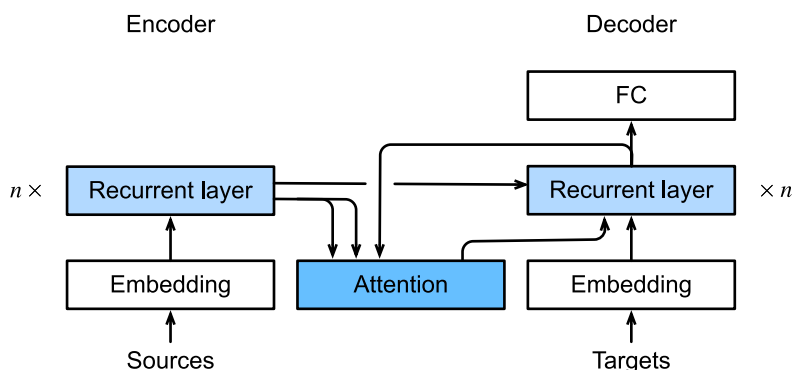 Encoder
Decoder
FC
n ×
Recurrent layer
Recurrent layer
× n
Embedding
Attention
Embedding
Sources
Targets